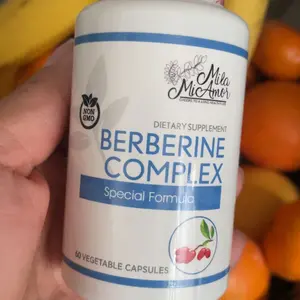 Mila
MiAmor
NON
GMO
DIETARY SUPPLEMENT
BERBERINE
COMPLEX
Special Formula
60 VEGETABLE CAPSULES